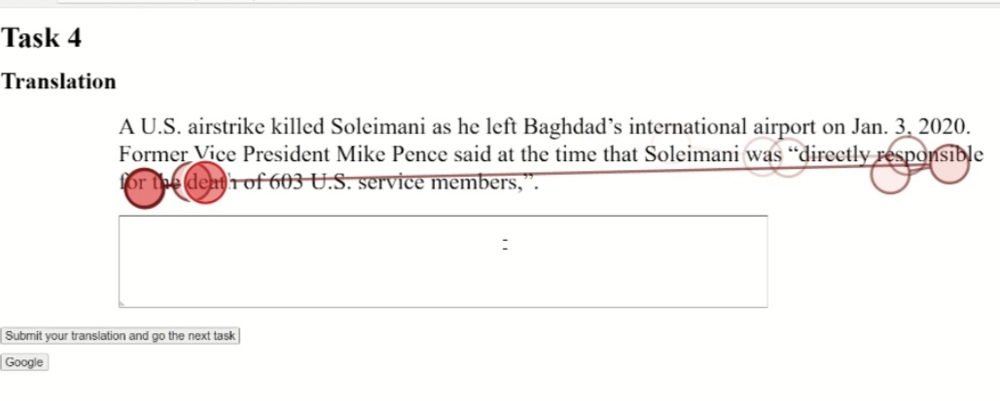 Task 4
Translation
A U.S. airstrike killed Soleimani as he left Baghdad’s international airport on Jan. 3, 2020.
Former Vice President Mike Pence said at the time that Soleimani was “directly responsible
for the death of 603 U.S. service members,”.
Submit your translation and go the next task
Google